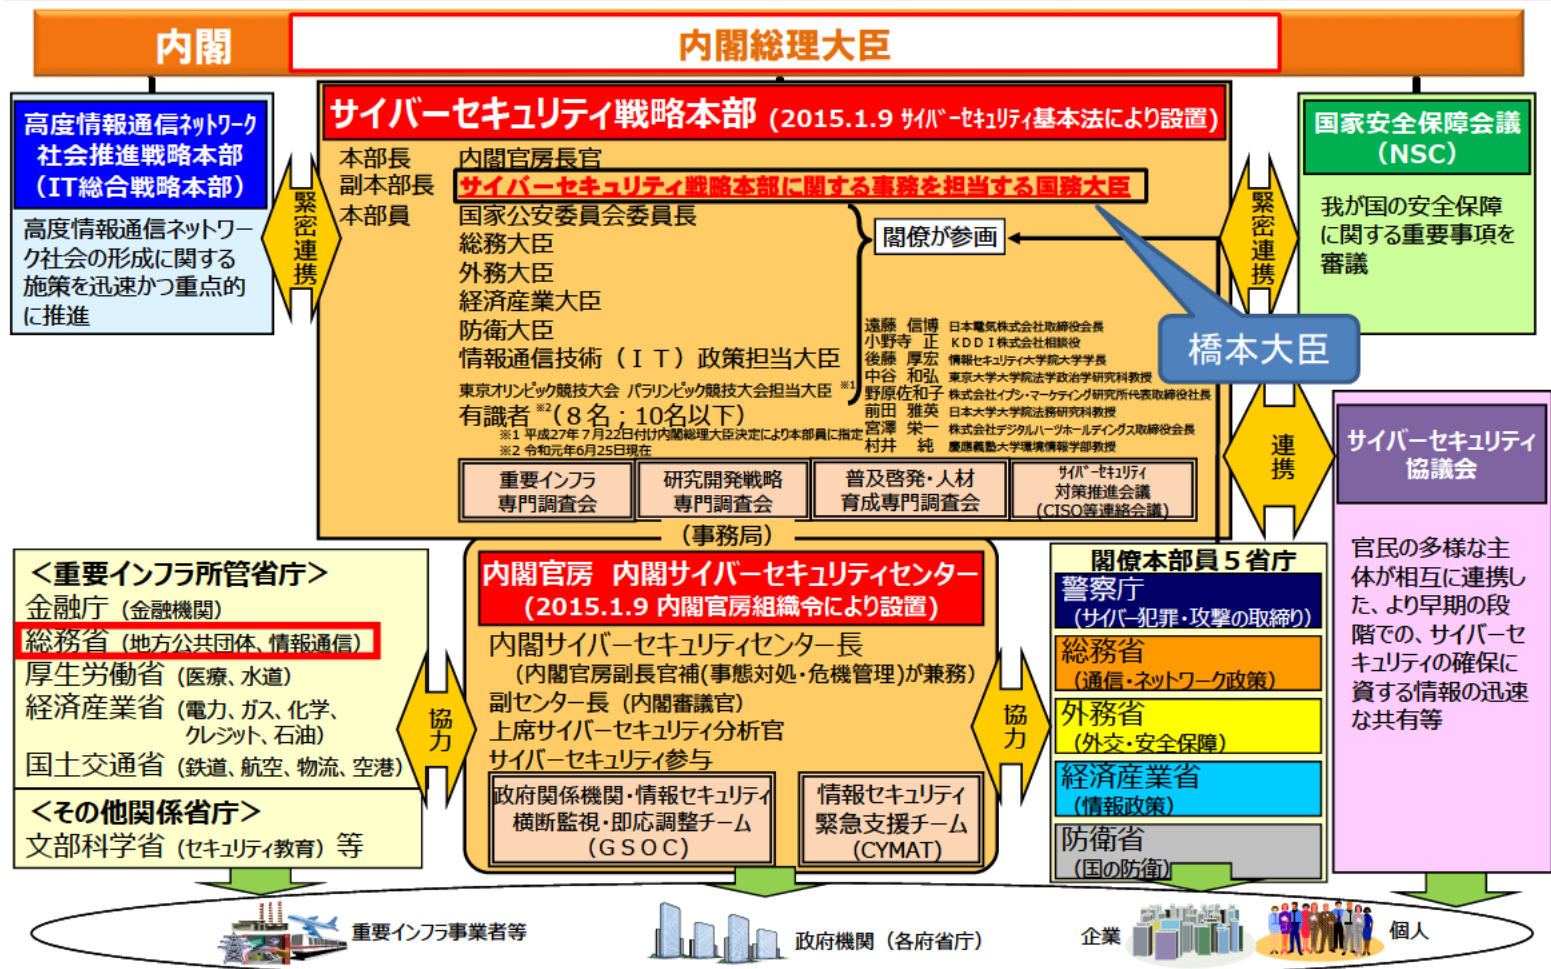 内閣
内閣総理大臣
高度情報通信ネットワーク
社会推進戦略本部
（IT総合戦略本部）
高度情報通信ネットワー
ク社会の形成に関する
施策を迅速かつ重点的
に推進
緊密連携
サイバーセキュリティ戦略本部 (2015.1.9 サイバーセキュリティ基本法により設置)
本部長 内閣官房長官
副本部長 サイバーセキュリティ戦略本部に関する事務を担当する国務大臣
本部員 国家公安委員会委員長
総務大臣
外務大臣
経済産業大臣
防衛大臣
情報通信技術（ＩＴ）政策担当大臣
東京オリンピック競技大会 パラリンピック競技大会担当大臣 ※1
有識者 ※2（８名；10名以下）
※1 平成27年７月22日付け内閣総理大臣決定により本部員に指定
※2 令和元年6月25日現在
閣僚が参画
遠藤 信博 日本電気株式会社取締役会長
小野寺 正 ＫＤＤＩ株式会社相談役
後藤 厚宏 情報セキュリティ大学院大学学長
中谷 和弘 東京大学大学院法学政治学研究科教授
野原佐和子 株式会社イプシ・マーケティング研究所代表取締役社長
前田 雅英 日本大学大学院法務研究科教授
宮澤 栄一 株式会社デジタルハーツホールディングス取締役会長
村井 純 慶應義塾大学環境情報学部教授
橋本大臣
重要インフラ
専門調査会
研究開発戦略
専門調査会
普及啓発・人材
育成専門調査会
サイバーセキュリティ
対策推進会議
(CISO等連絡会議)
緊密連携
国家安全保障会議
（NSC）
我が国の安全保障
に関する重要事項を
審議
連携
サイバーセキュリティ
協議会
官民の多様な主
体が相互に連携し
た、より早期の段
階での、サイバーセ
キュリティの確保に
資する情報の迅速
な共有等
（事務局）
内閣官房 内閣サイバーセキュリティセンター
(2015.1.9 内閣官房組織令により設置)
内閣サイバーセキュリティセンター長
（内閣官房副長官補(事態対処・危機管理)が兼務）
副センター長（内閣審議官）
上席サイバーセキュリティ分析官
サイバーセキュリティ参与
政府関係機関・情報セキュリティ
横断監視・即応調整チーム
（ＧＳＯＣ）
情報セキュリティ
緊急支援チーム
(CYMAT)
＜重要インフラ所管省庁＞
金融庁（金融機関）
総務省（地方公共団体、情報通信）
厚生労働省（医療、水道）
経済産業省（電力、ガス、化学、
クレジット、石油）
国土交通省（鉄道、航空、物流、空港）
＜その他関係省庁＞
文部科学省（セキュリティ教育）等
協力
協力
閣僚本部員５省庁
警察庁
（サイバー犯罪・攻撃の取締り）
総務省
（通信・ネットワーク政策）
外務省
（外交・安全保障）
経済産業省
（情報政策）
防衛省
（国の防衛）
重要インフラ事業者等
政府機関（各府省庁）
企業
個人